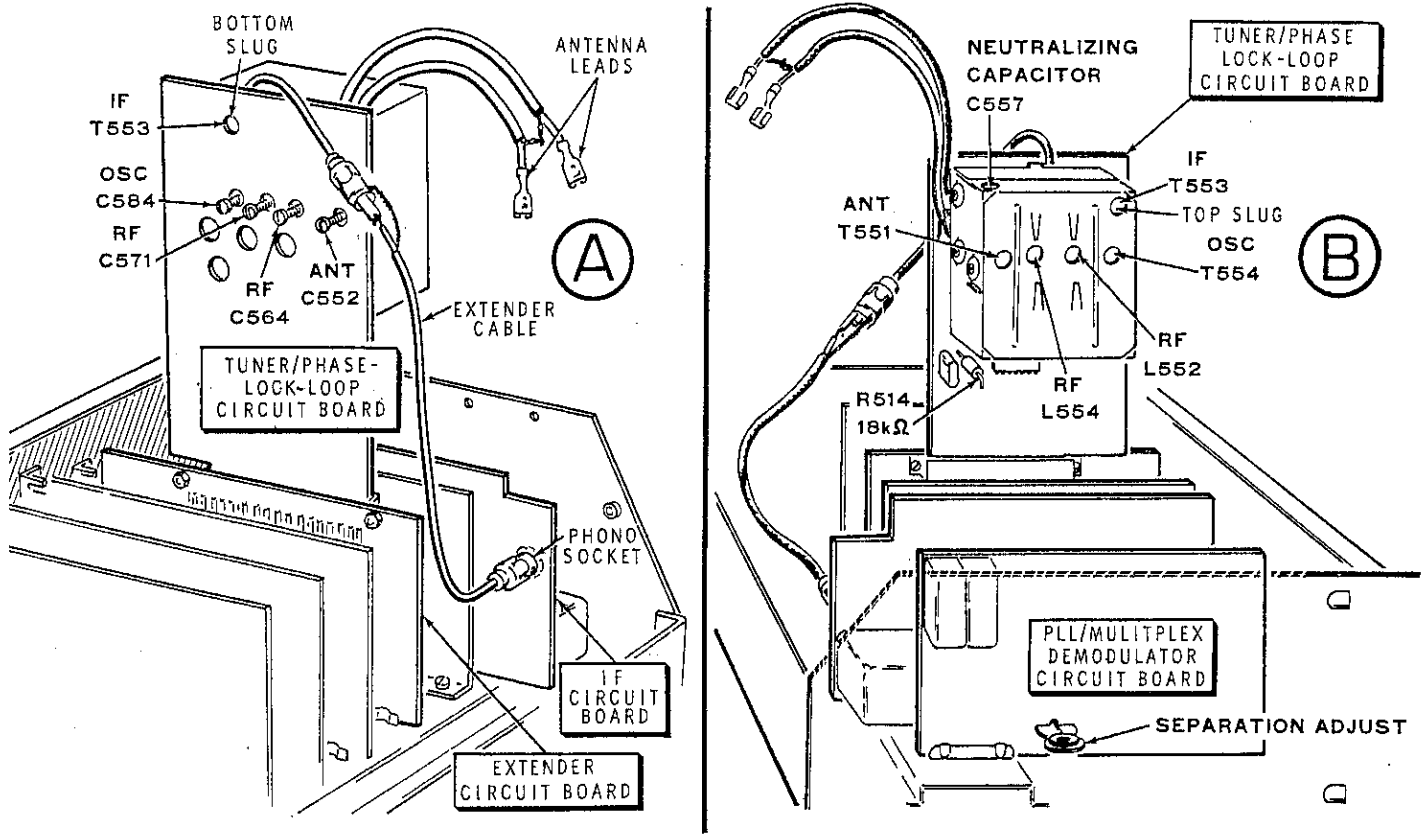 BOTTOM
SLUG
ANTENNA
LEADS
IF
T553
OSC
C584
RF
C571
RF
C564
ANT
C552
EXTENDER
CABLE
TUNER/PHASE-
LOCK-LOOP
CIRCUIT BOARD
A
PHONO
SOCKET
IF
CIRCUIT
BOARD
EXTENDER
CIRCUIT BOARD
NEUTRALIZING
CAPACITOR
C557
TUNER/PHASE
LOCK-LOOP
CIRCUIT BOARD
IF
T553
TOP SLUG
ANT
T551
OSC
T554
B
RF
L552
RF
L554
R514
18kΩ
PLL/MULITPLEX
DEMODULATOR
CIRCUIT BOARD
SEPARATION ADJUST